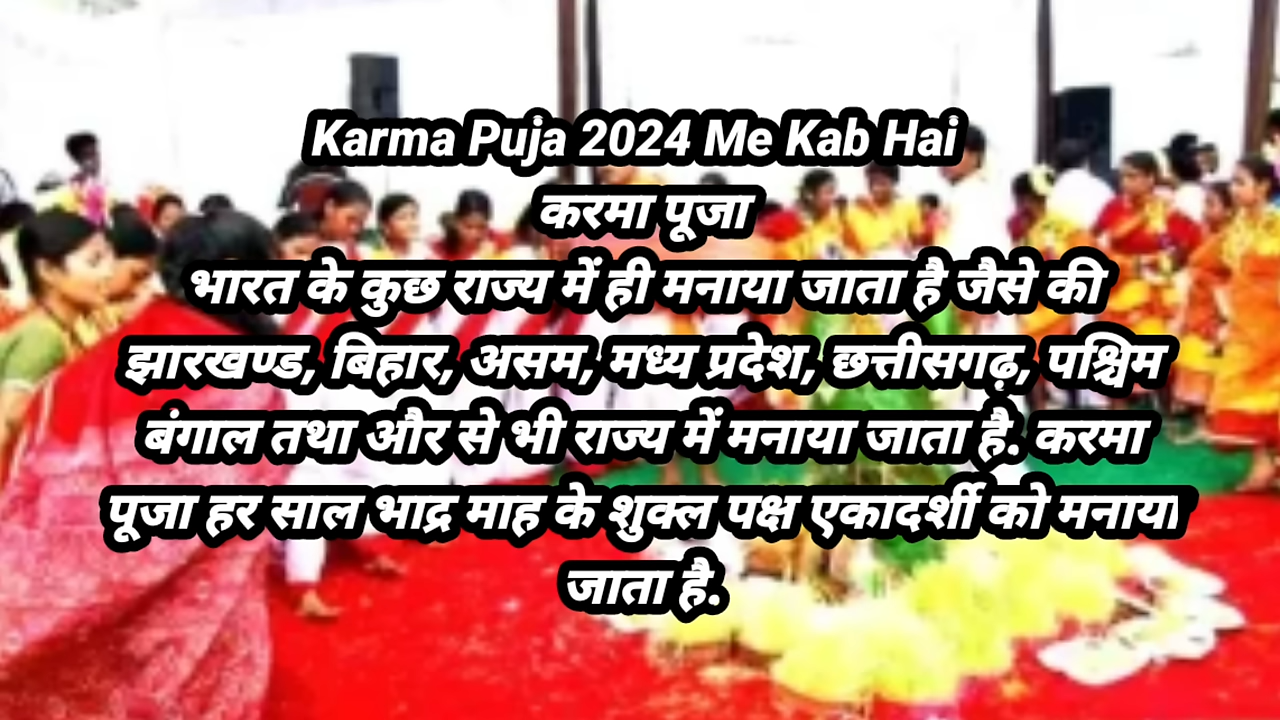 Karma Puja 2024 Me Kab Hai
करमा पूजा
भारत के कुछ राज्य में ही मनाया जाता है जैसे की
झारखण्ड, बिहार, असम, मध्य प्रदेश, छत्तीसगढ़, पश्चिम
बंगाल तथा और से भी राज्य में मनाया जाता है. करमा
पूजा हर साल भाद्र माह के शुक्ल पक्ष एकादर्शी को मनाया
जाता है.